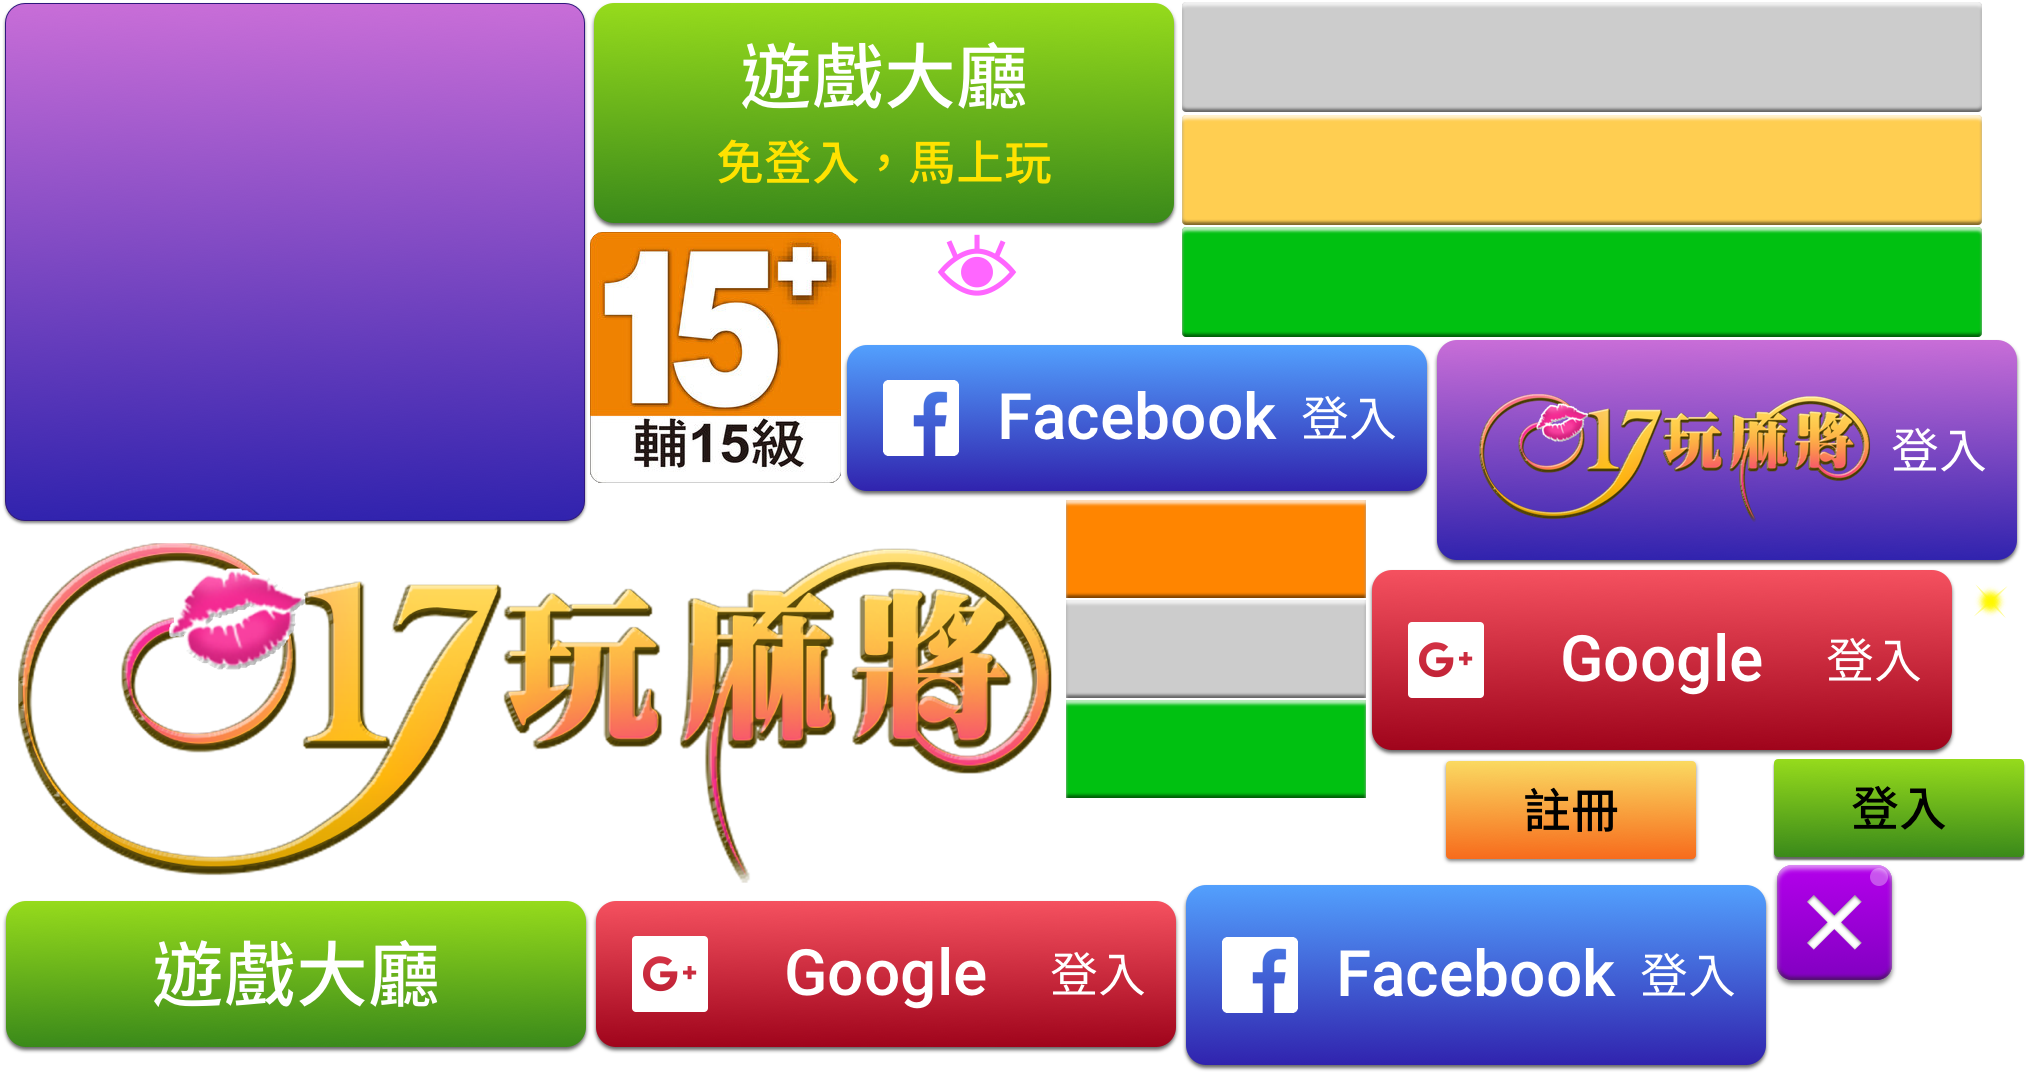 遊戲大廳
免登入，馬上玩
15+
輔15級
Facebook 登入
17玩麻將 登入
17玩麻將
G+ Google 登入
註冊
登入
遊戲大廳
G+ Google 登入
Facebook 登入